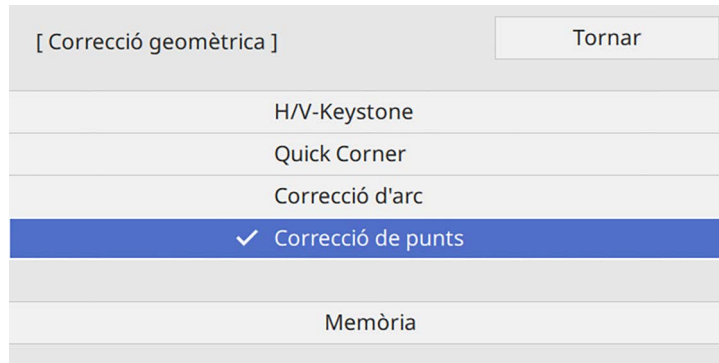 [ Correcció geomètrica ]
Tornar
H/V-Keystone
Quick Corner
Correcció d'arc
Correcció de punts
Memòria